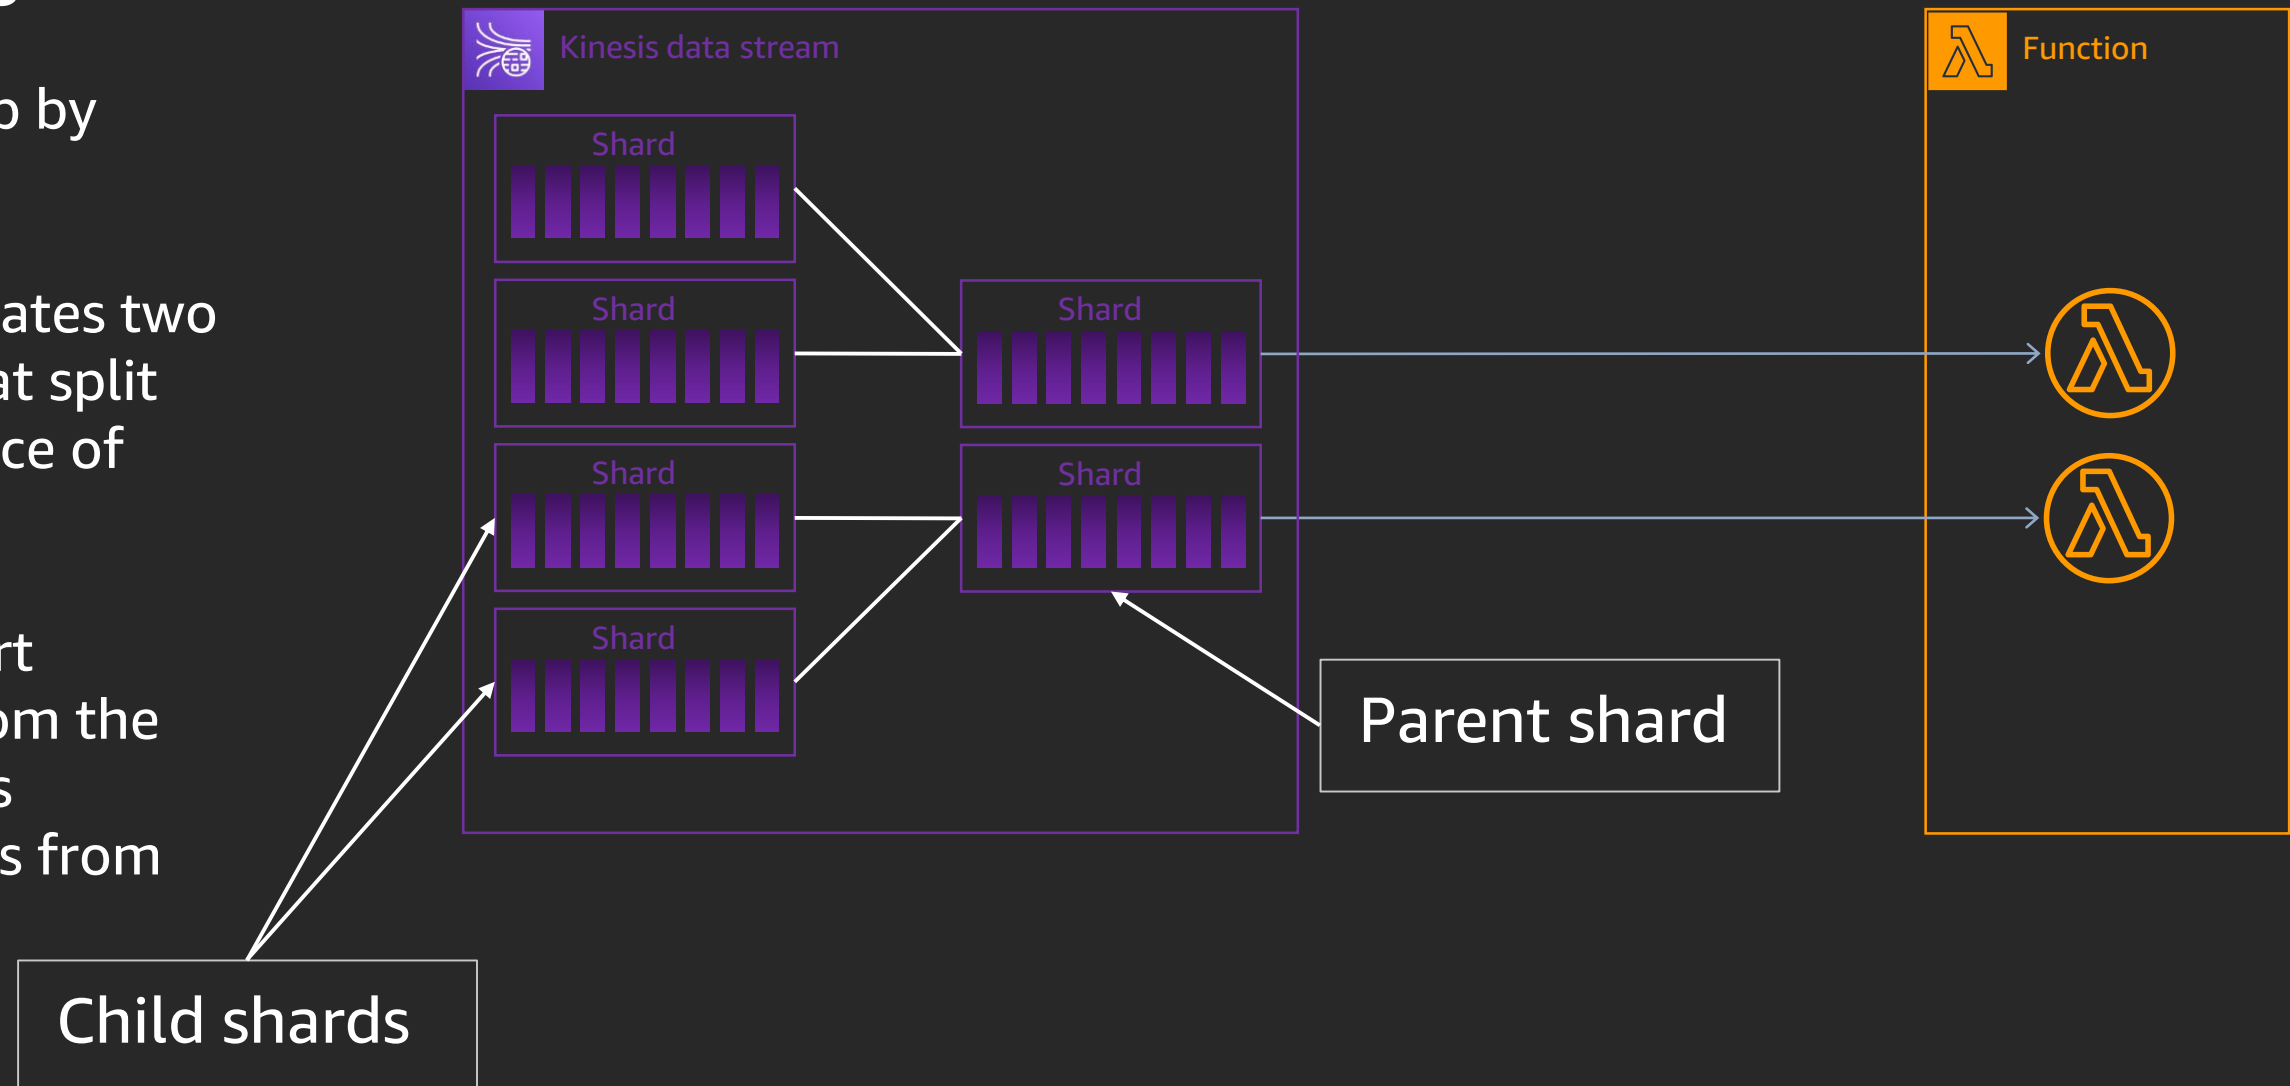 by
ates two
at split
ce of
rt
om the
s
s from
Kinesis data stream
Shard
Shard
Shard
Shard
Shard
Shard
Function
Parent shard
Child shards